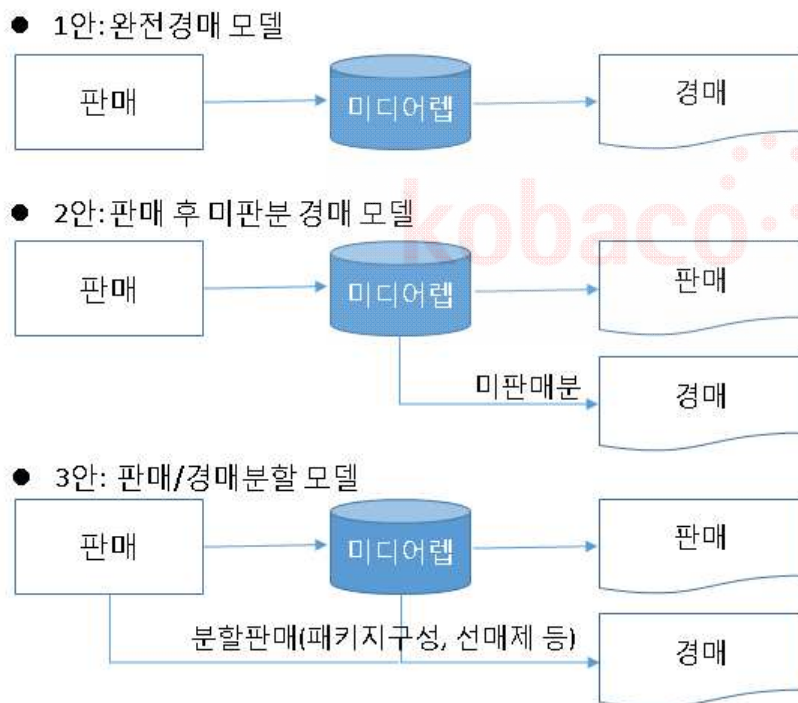 ● 1안: 완전경매 모델
판매 미디어렙 경매
● 2안: 판매 후 미판분 경매 모델
kobaco
판매 미디어렙 판매
미판매분 경매
● 3안: 판매/경매분할 모델
판매 미디어렙 판매
분할판매(패키지구성, 선매제 등) 경매